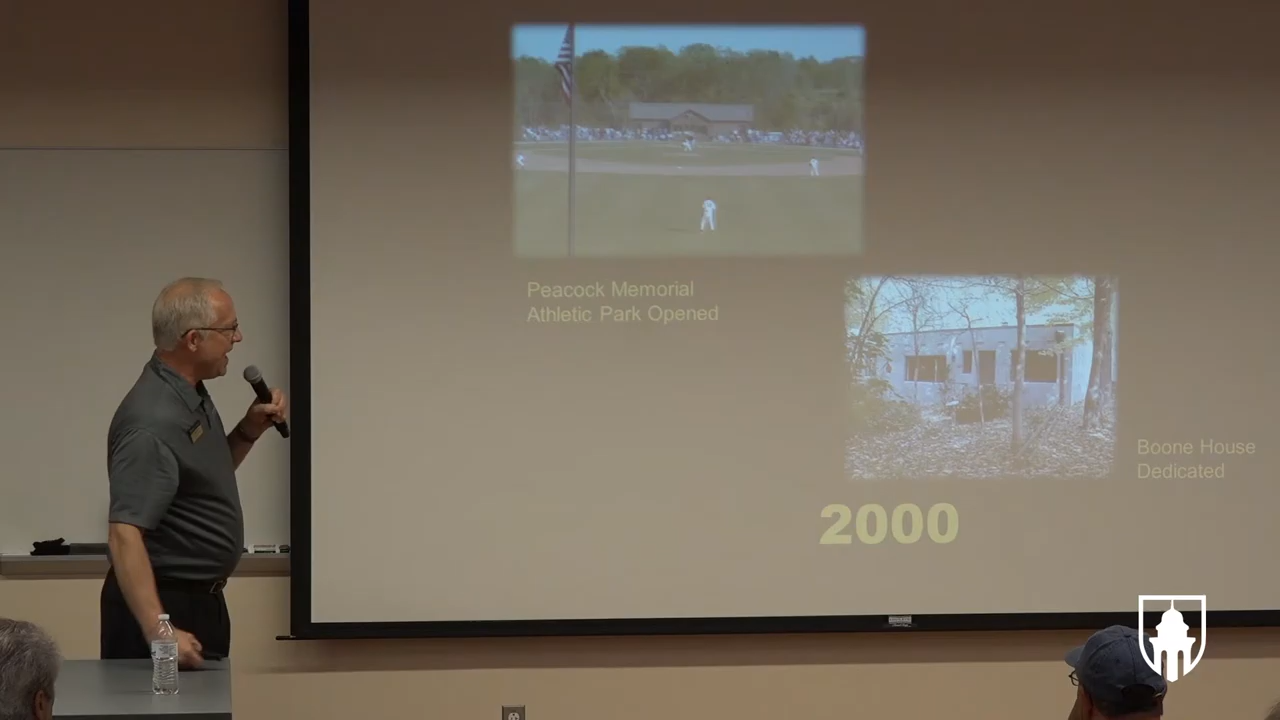 Peacock Memorial
Athletic Park Opened
Boone House
Dedicated
2000